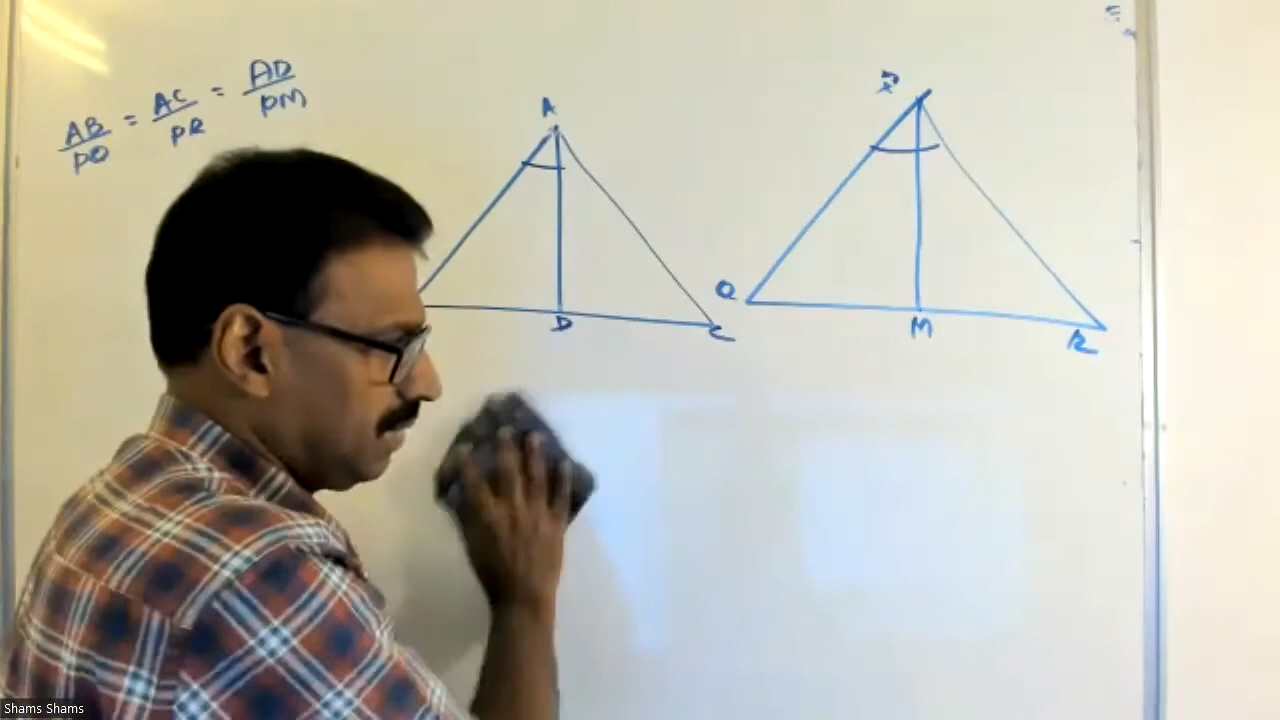 AB/PQ = AC/PR = AD/PM
A
P
Q
D
C
M
R
Shams Shams